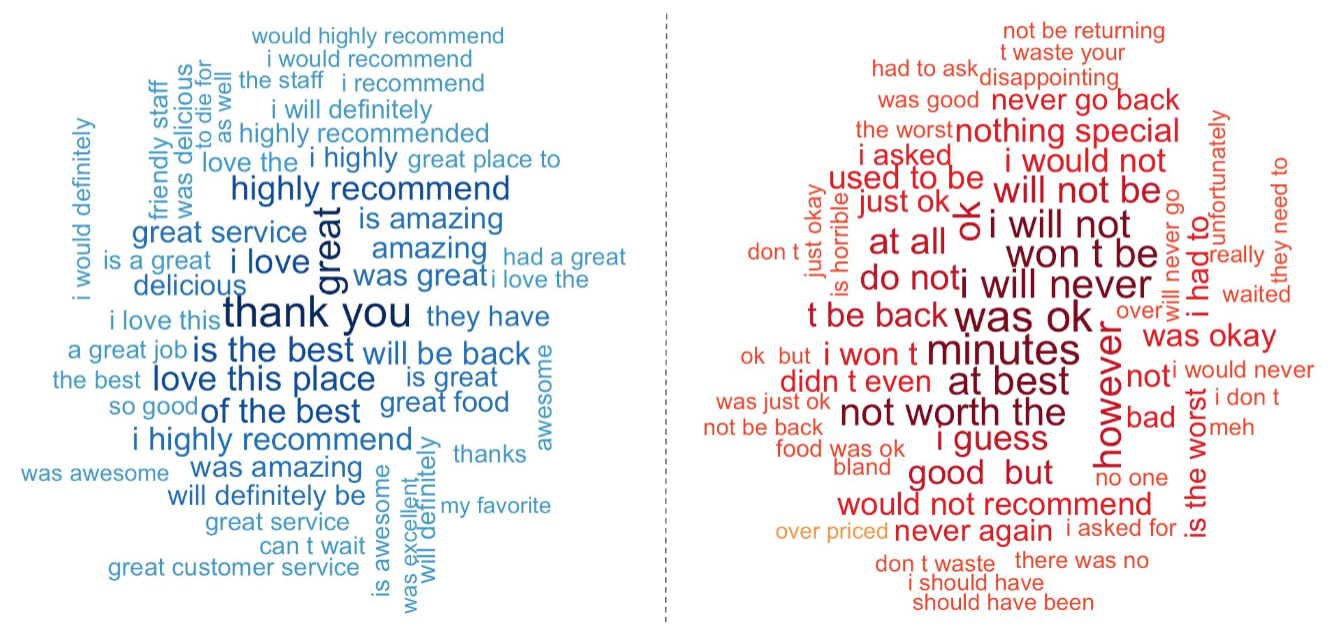 would highly recommend
i would recommend
the staff
i recommend
i will definitely
highly recommended
i would definitely
friendly staff
was delicious
to die for
as well
love the
i highly
great place to
highly recommend
great
is amazing
great service
amazing
is a great
i love
had a great
was great
i love the
delicious
thank you
i love this
they have
a great job
is the best
will be back
the best
love this place
is great
awesome
so good
of the best
great food
i highly recommend
thanks
was awesome
was amazing
will definitely be
is awesome
was excellent
will definitely
my favorite
great service
can t wait
great customer service
not be returning
t waste your
had to ask
disappointing
was good
never go back
the worst
nothing special
i asked
i would not
used to be
will not be
just ok
ok
i will not
unfortunately
they need to
just okay
is horrible
don t
at all
won t be
will never go
i had to
really
do not
i will never
waited
t be back
was ok
over
was okay
ok but
i won t
minutes
however
not
i would never
didn t even
at best
was just ok
not worth the
bad
i don t
not be back
i guess
meh
food was ok
bland
good but
no one
is the worst
would not recommend
over priced
never again
i asked for
don t waste
there was no
i should have
should have been